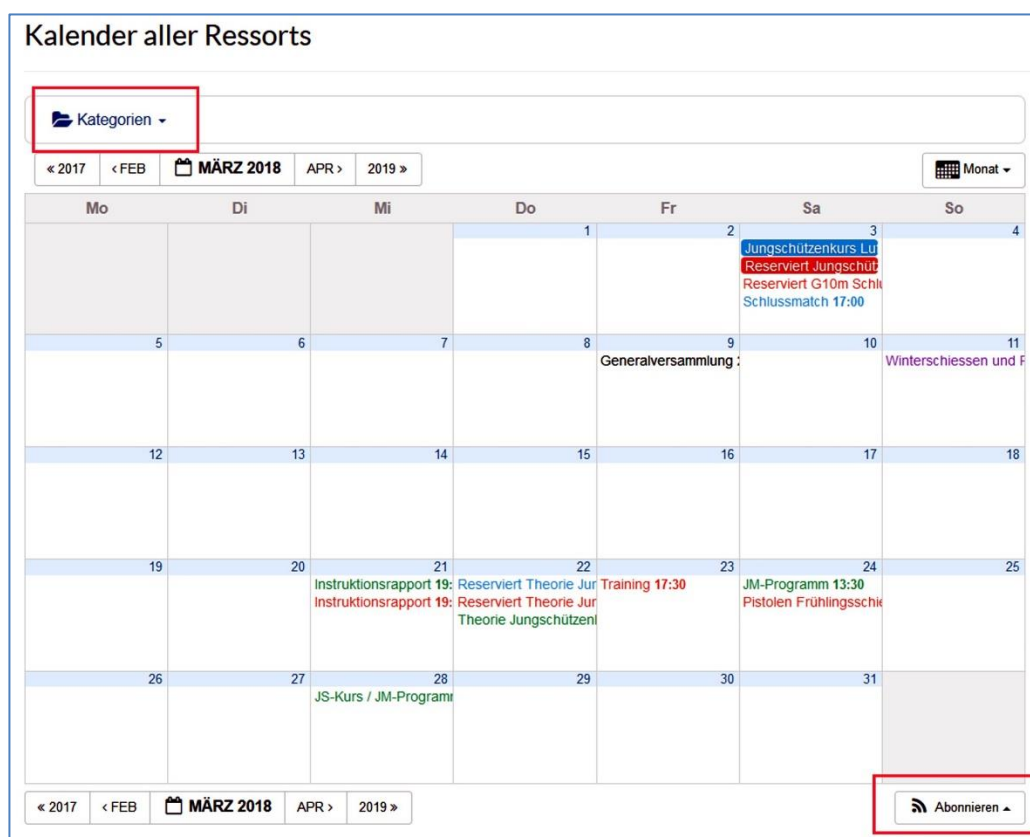 Kalender aller Ressorts
Kategorien
« 2017 ‹ FEB MÄRZ 2018 APR › 2019 » Monat
Mo Di Mi Do Fr Sa So
1 2 3 4
Jungschützenkurs Lu
Reserviert Jungschüt
Reserviert G10m Schlu
Schlussmatch 17:00
5 6 7 8 9 10 11
Generalversammlung Winterschiessen und
12 13 14 15 16 17 18
19 20 21 22 23 24 25
Instruktionsrapport 19: Reserviert Theorie Jur Training 17:30 JM-Programm 13:30
Instruktionsrapport 19: Reserviert Theorie Jur Pistolen Frühlingsschie
Theorie Jungschützen
26 27 28 29 30 31
JS-Kurs / JM-Program
« 2017 ‹ FEB MÄRZ 2018 APR › 2019 » Abonnieren